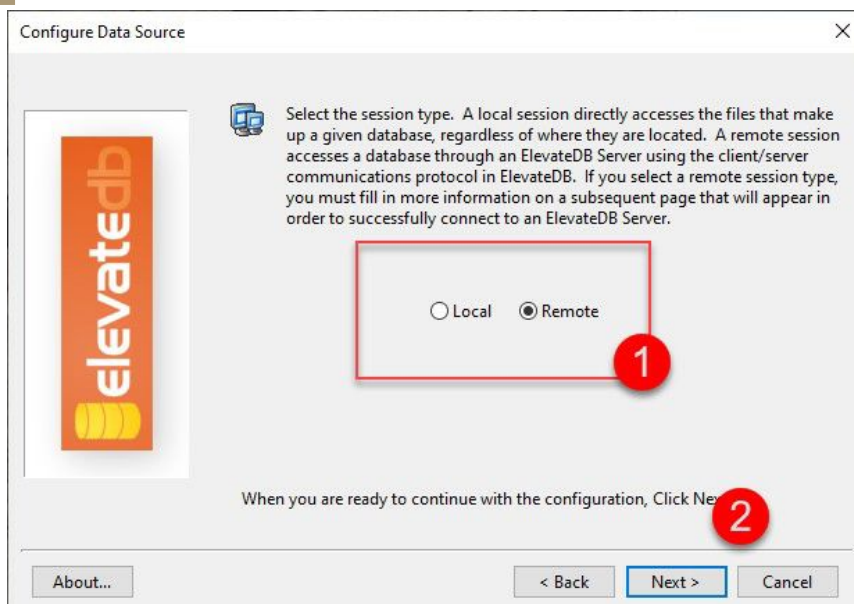 Configure Data Source
Select the session type. A local session directly accesses the files that make
up a given database, regardless of where they are located. A remote session
accesses a database through an ElevateDB Server using the client/server
communications protocol in ElevateDB. If you select a remote session type,
you must fill in more information on a subsequent page that will appear in
order to successfully connect to an ElevateDB Server.
elevatedb
Local Remote
1
When you are ready to continue with the configuration, Click
2
About... < Back Next > Cancel